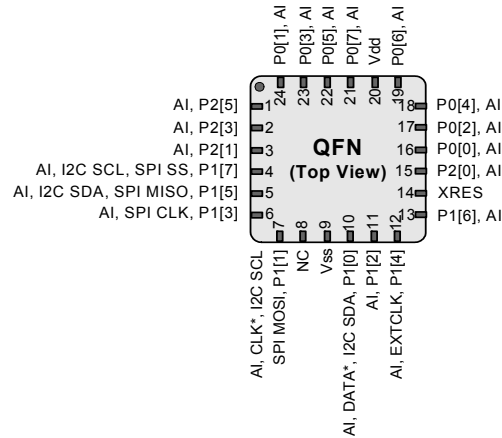 P0[1], AI
P0[3], AI
P0[5], AI
P0[7], AI
Vdd
P0[6], AI
24
23
22
21
20
19
AI, P2[5]
1
18
P0[4], AI
AI, P2[3]
2
17
P0[2], AI
AI, P2[1]
3
QFN
16
P0[0], AI
AI, I2C SCL, SPI SS, P1[7]
4
(Top View)
15
P2[0], AI
AI, I2C SDA, SPI MISO, P1[5]
5
14
XRES
AI, SPI CLK, P1[3]
6
13
P1[6], AI
7
8
9
10
11
12
AI, CLK*, I2C SCL
SPI MOSI, P1[1]
NC
Vss
AI, DATA*, I2C SDA, P1[0]
AI, P1[2]
AI, EXTCLK, P1[4]